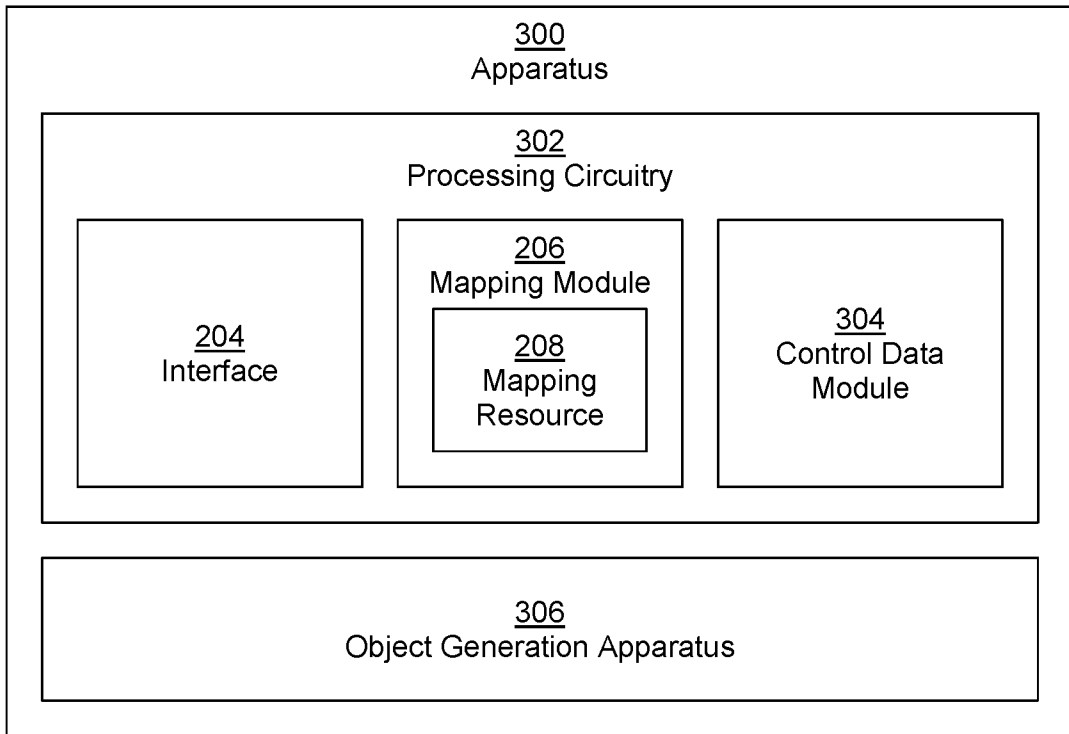 300
Apparatus
302
Processing Circuitry
204
Interface
206
Mapping Module
208
Mapping
Resource
304
Control Data
Module
306
Object Generation Apparatus